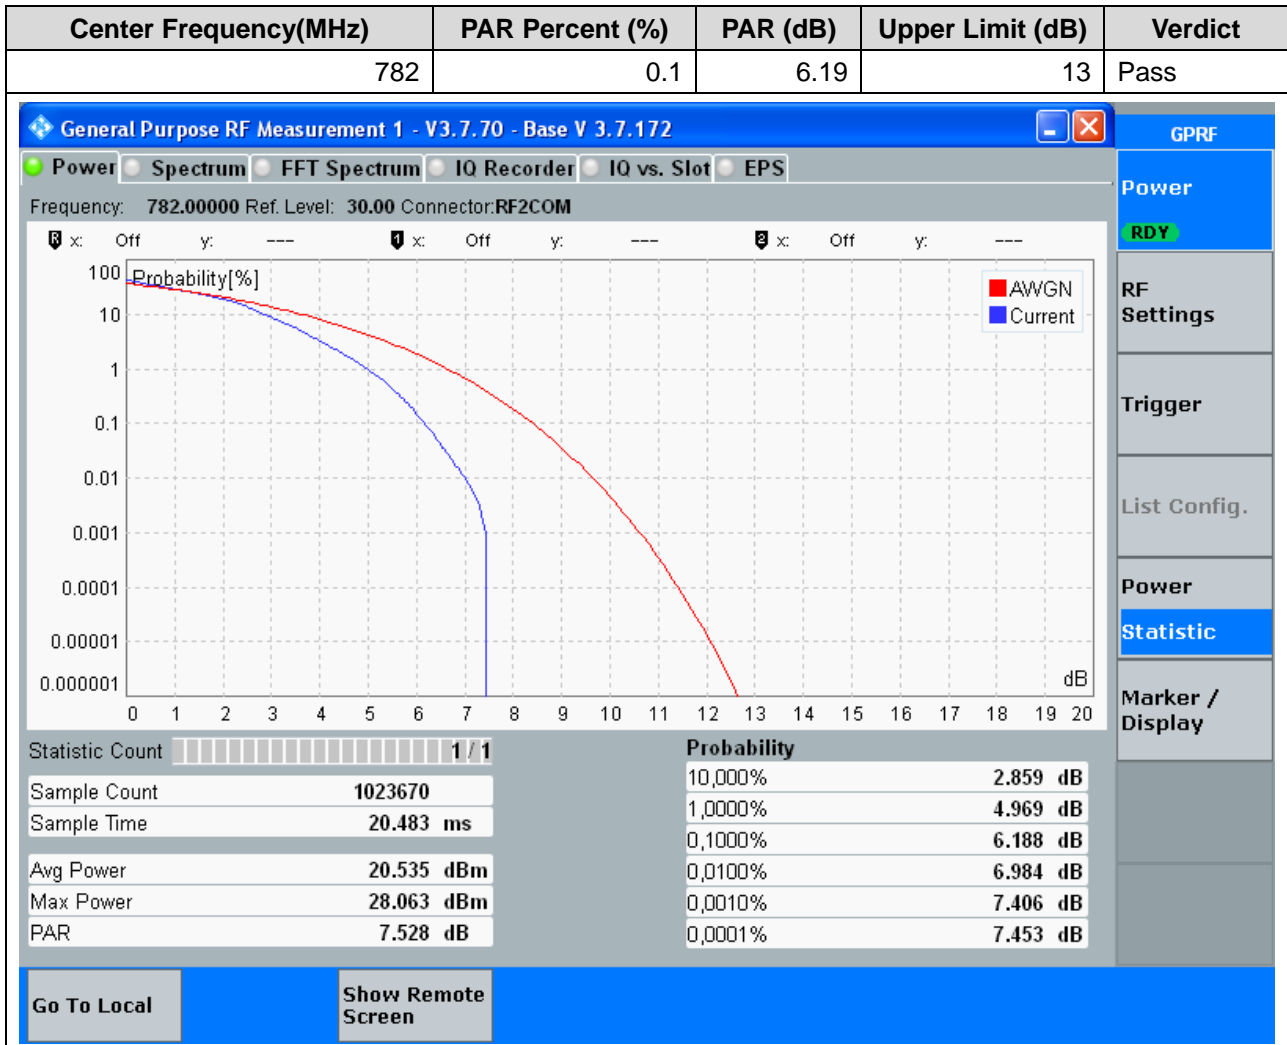 Center Frequency(MHz) PAR Percent (%) PAR (dB) Upper Limit (dB) Verdict
782 0.1 6.19 13 Pass
General Purpose RF Measurement 1 - V3.7.70 - Base V 3.7.172
GPRF
Power Spectrum FFT Spectrum IQ Recorder IQ vs. Slot EPS
Frequency: 782.00000 Ref. Level: 30.00 Connector:RF2COM
R x: Off y: --- 1 x: Off y: --- 2 x: Off y: ---
Probability[%]
AWGN
Current
100
10
1
0.1
0.01
0.001
0.0001
0.00001
0.000001
dB
0 1 2 3 4 5 6 7 8 9 10 11 12 13 14 15 16 17 18 19 20
Statistic Count 1 / 1
Sample Count 1023670
Sample Time 20.483 ms
Avg Power 20.535 dBm
Max Power 28.063 dBm
PAR 7.528 dB
Probability
10,000% 2.859 dB
1,0000% 4.969 dB
0,1000% 6.188 dB
0,0100% 6.984 dB
0,0010% 7.406 dB
0,0001% 7.453 dB
Power
RDY
RF
Settings
Trigger
List Config.
Power
Statistic
Marker /
Display
Go To Local
Show Remote
Screen